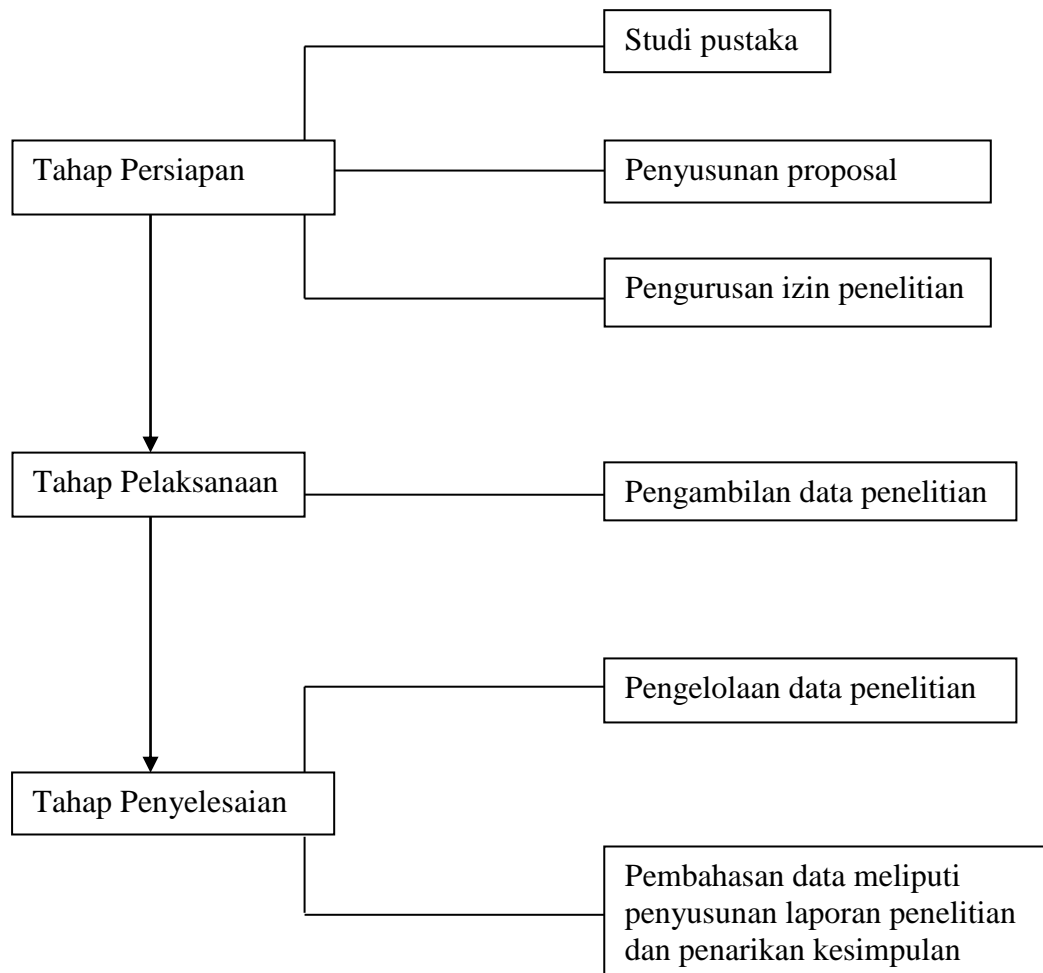 Studi pustaka
Tahap Persiapan
Penyusunan proposal
Pengurusan izin penelitian
Tahap Pelaksanaan
Pengambilan data penelitian
Pengelolaan data penelitian
Tahap Penyelesaian
Pembahasan data meliputi
penyusunan laporan penelitian
dan penarikan kesimpulan